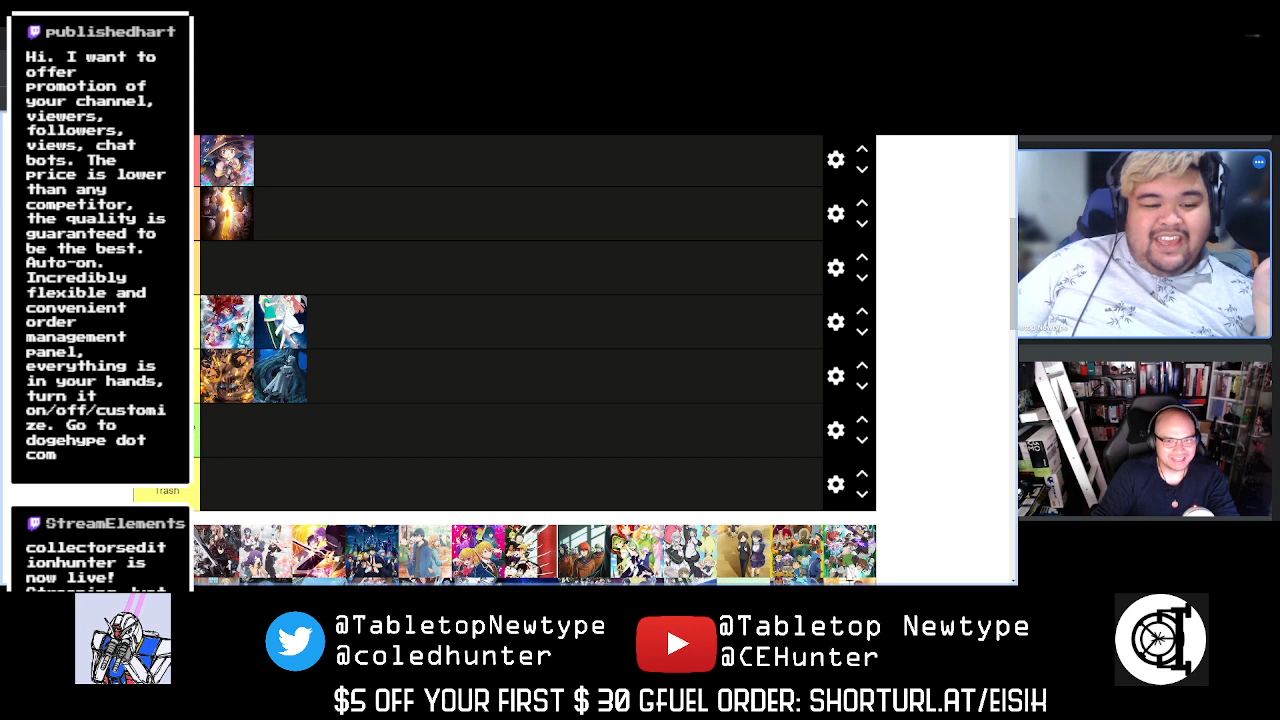 publishedhart
Hi. I want to
offer
promotion of
your channel,
viewers,
followers,
views, chat
bots. The
price is lower
than any
competitor,
the quality is
guaranteed to
be the best.
Auto-on.
Incredibly
flexible and
convenient
order
management
panel,
everything is
in your hands,
turn it
on/off/customi
ze. Go to
dogehype dot
com
Trash
StreamElements
collectorsedit
ionhunter is
now live!
@TabletopNewtype
@coledhunter
@Tabletop Newtype
@CEHunter
$5 OFF YOUR FIRST $ 30 GFUEL ORDER: SHORTURL.AT/EISIX